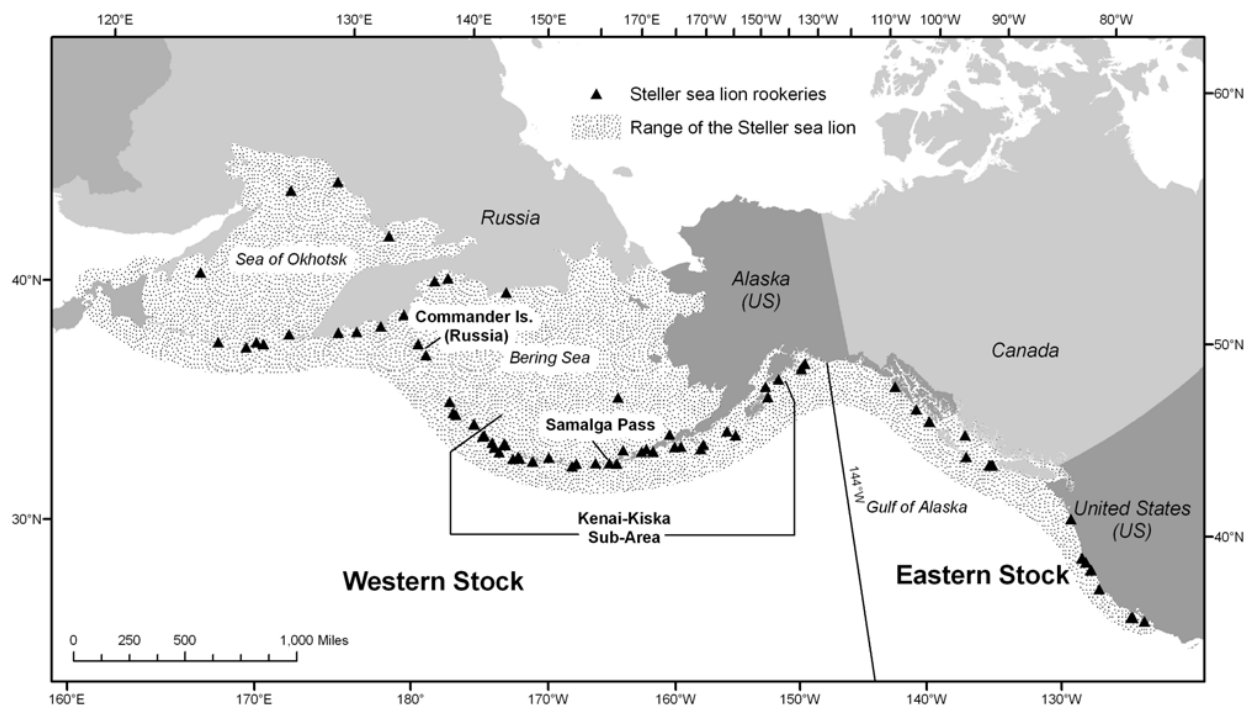 120°E 130°E 140°E 150°E 170°E 170°W 150°W 130°W 110°W 100°W 90°W 80°W
Steller sea lion rookeries
Range of the Steller sea lion
60°N
Russia
Sea of Okhotsk
40°N
Alaska
(US)
Commander Is.
(Russia)
Bering Sea
Canada
50°N
Samalga Pass
144°W
Gulf of Alaska
United States
(US)
30°N
Kenai-Kiska
Sub-Area
40°N
Western Stock
Eastern Stock
0 250 500 1,000 Miles
160°E 170°E 180° 170°W 160°W 150°W 140°W 130°W